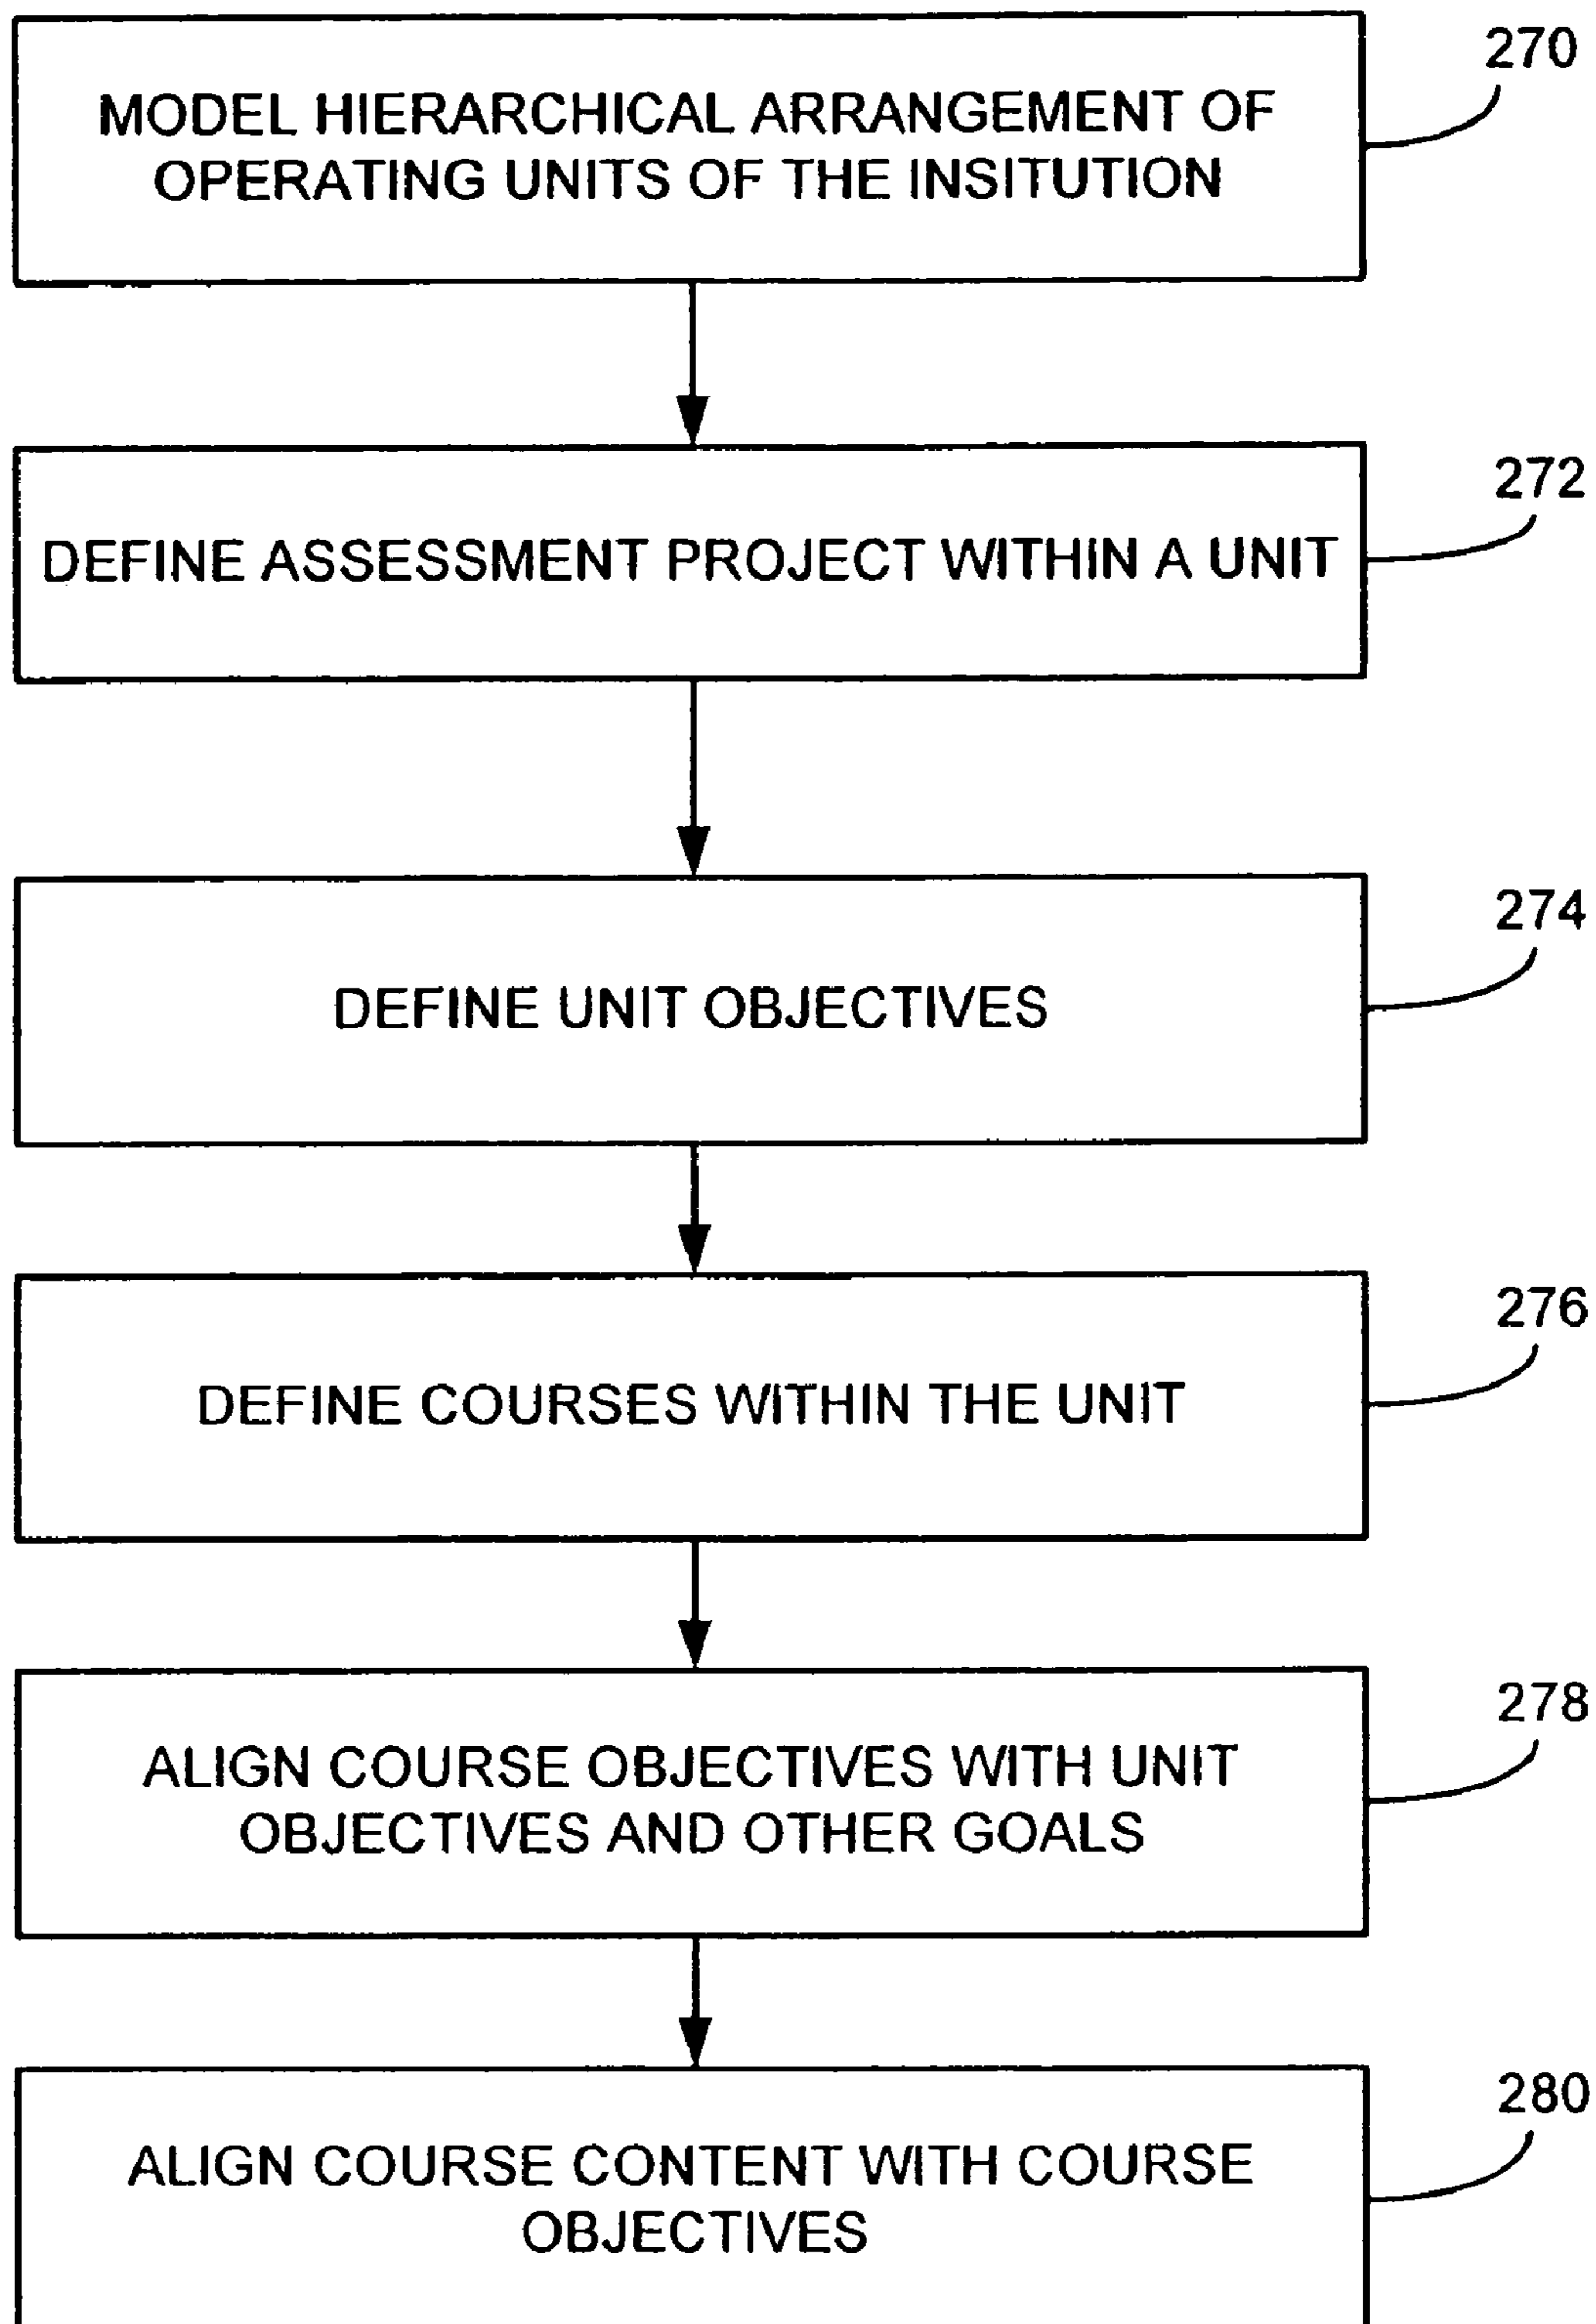 270
MODEL HIERARCHICAL ARRANGEMENT OF
OPERATING UNITS OF THE INSITUTION
272
DEFINE ASSESSMENT PROJECT WITHIN A UNIT
274
DEFINE UNIT OBJECTIVES
276
DEFINE COURSES WITHIN THE UNIT
278
ALIGN COURSE OBJECTIVES WITH UNIT
OBJECTIVES AND OTHER GOALS
280
ALIGN COURSE CONTENT WITH COURSE
OBJECTIVES